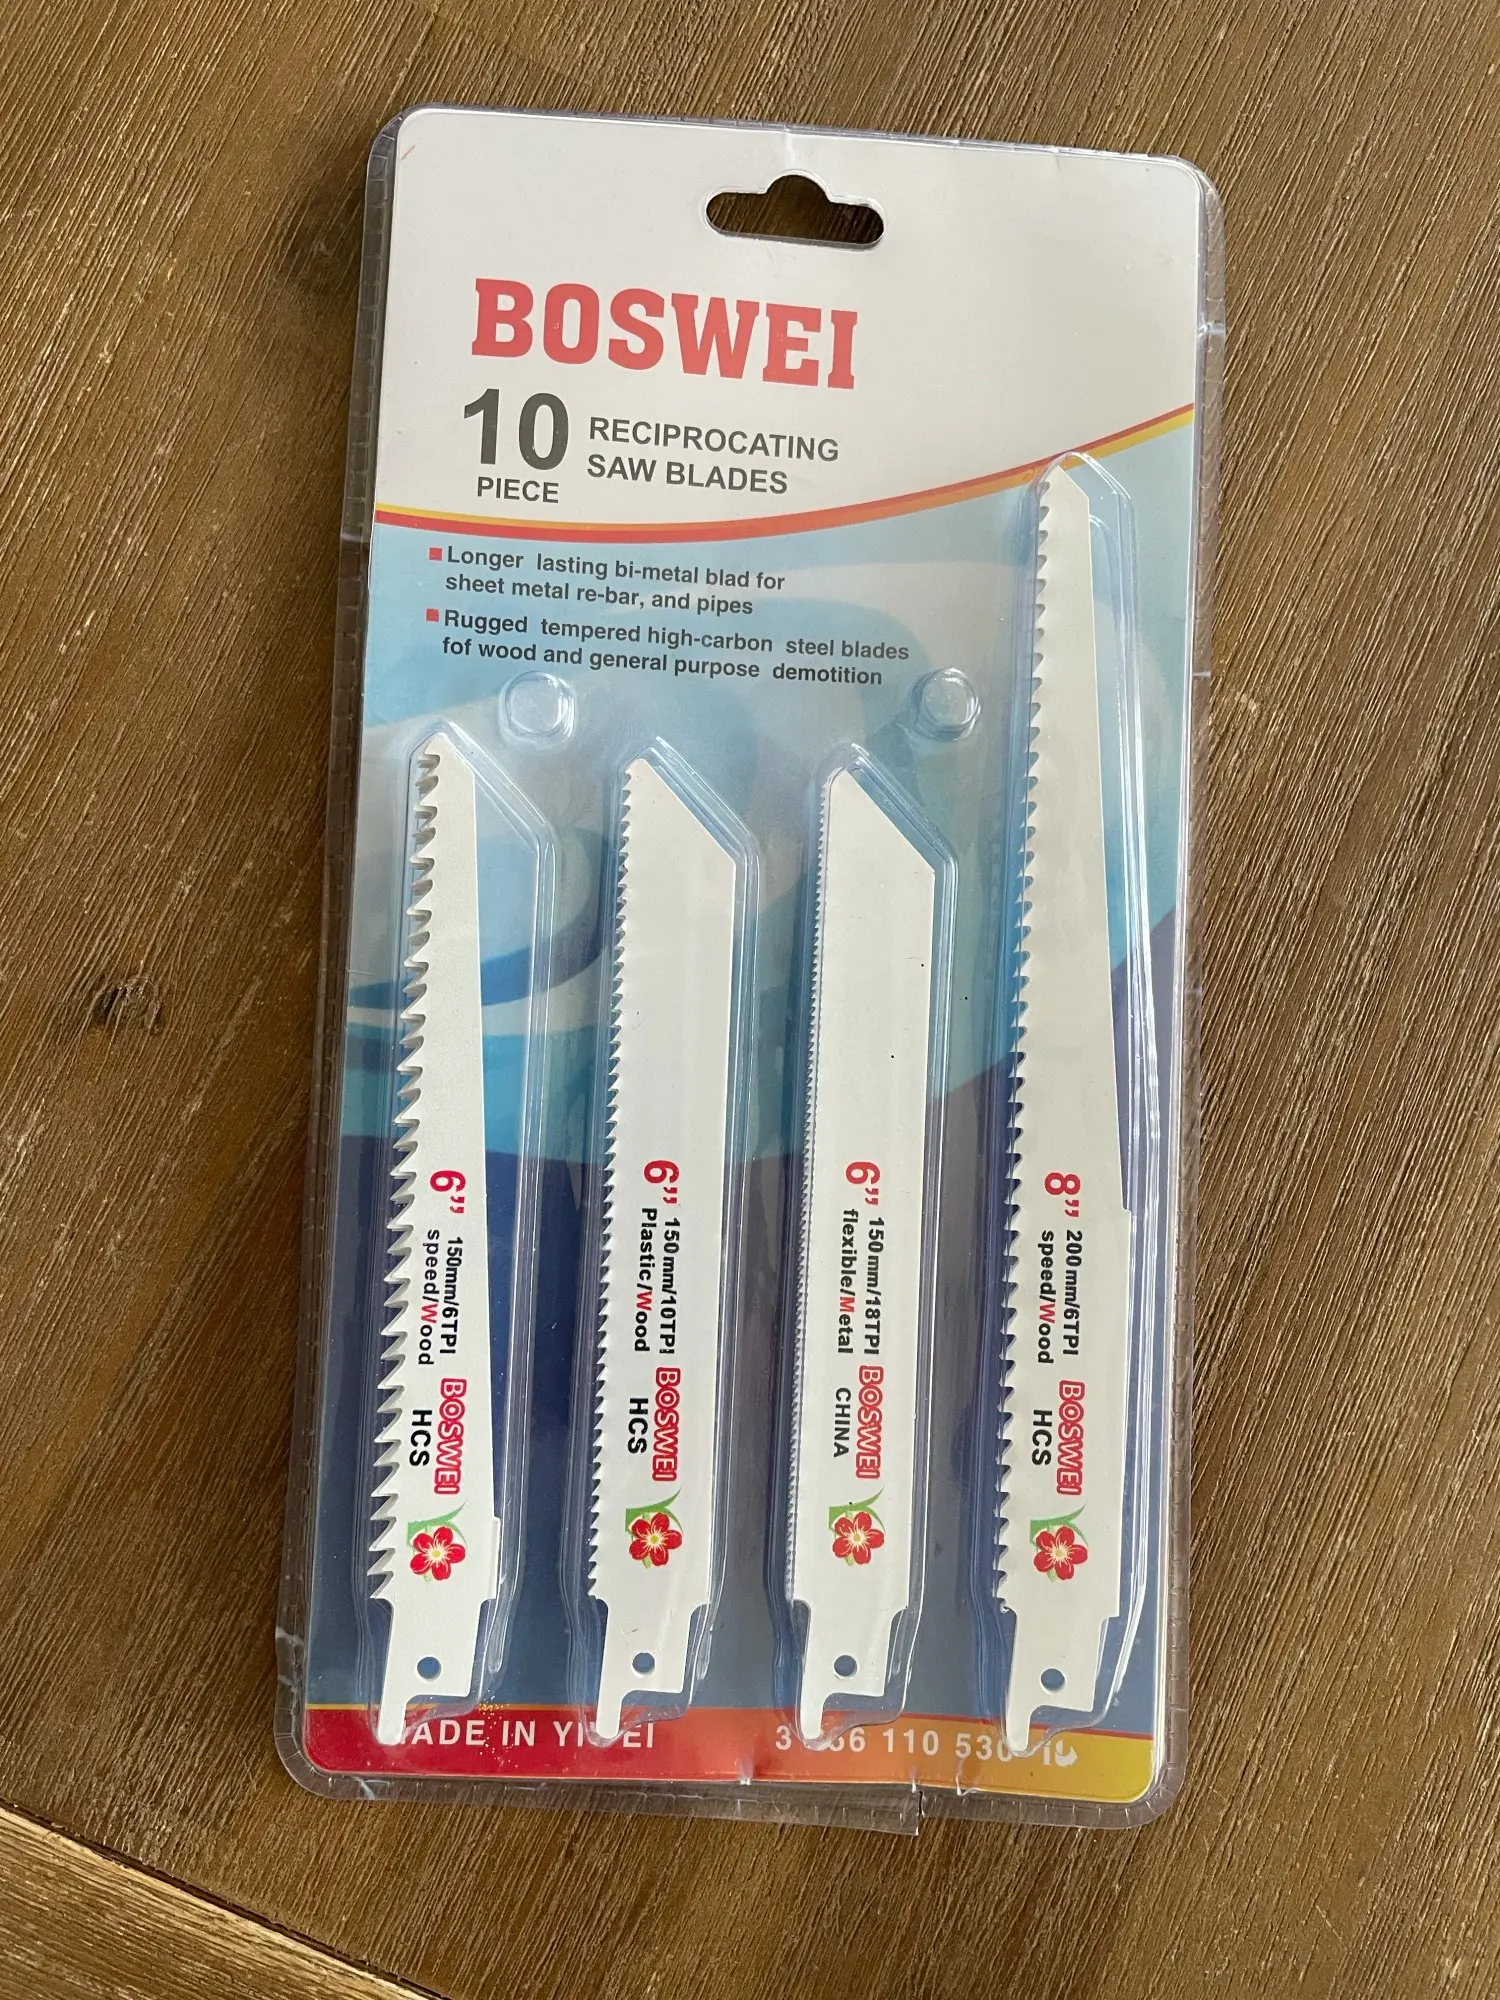 BOSWEI
10
PIECE
RECIPROCATING
SAW BLADES
Longer lasting bi-metal blad for
sheet metal re-bar, and pipes
Rugged tempered high-carbon steel blades
fof wood and general purpose demotition
6” 150mm/6TPI BOSWEI
speed/Wood HCS
6” 150mm/10TPI BOSWEI
Plastic/Wood HCS
6” 150mm/18TPI BOSWEI
flexible/Metal CHINA
8” 200mm/6TPI BOSWEI
speed/Wood HCS
IN
110